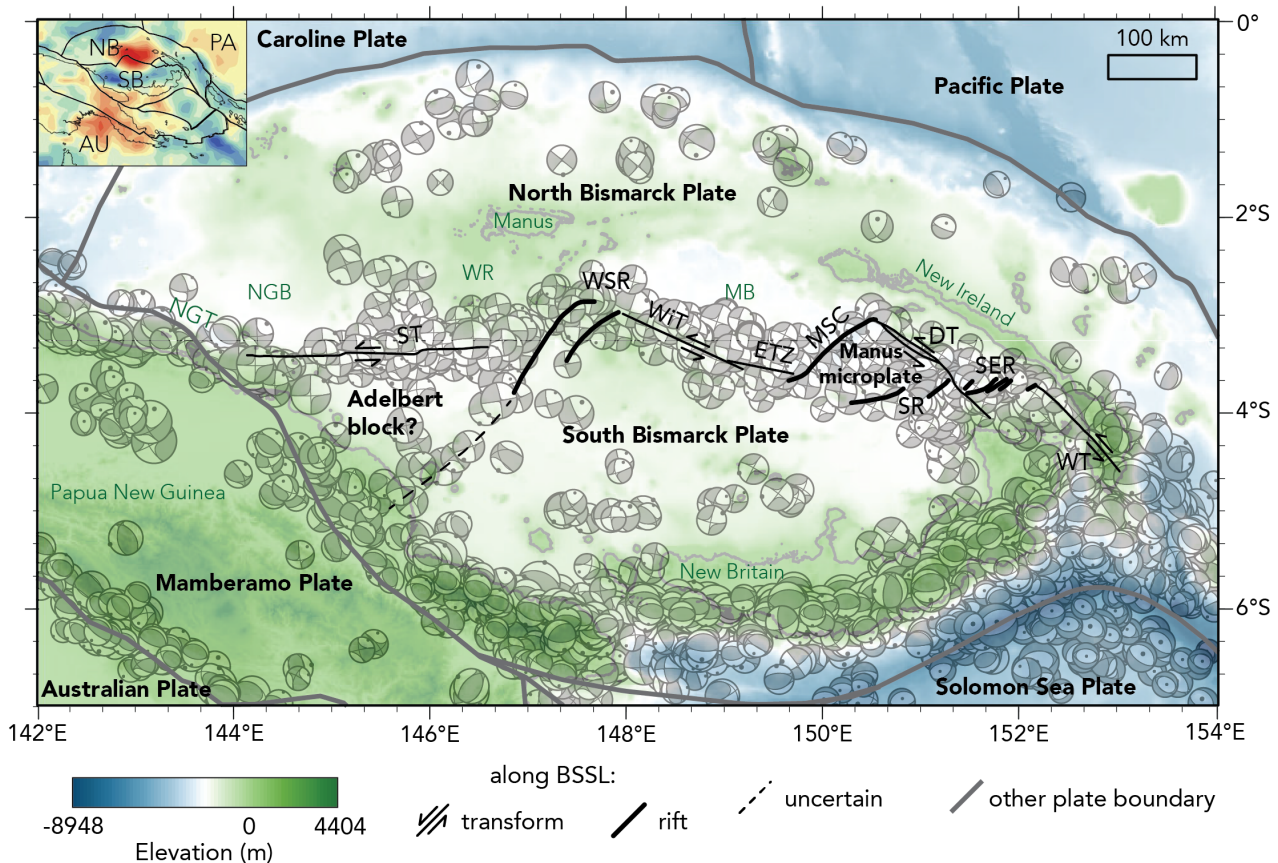 NB
PA
SB
AU
Caroline Plate
100 km
Pacific Plate
0°
North Bismarck Plate
Manus
2°S
NGB
WR
WSR
MB
New Ireland
NGT
ST
WiT
ETZ
MSC
DT
Manus
microplate
SER
SR
Adelbert
block?
4°S
South Bismarck Plate
WT
Papua New Guinea
New Britain
Mamberamo Plate
6°S
Australian Plate
Solomon Sea Plate
142°E
144°E
146°E
148°E
150°E
152°E
154°E
along BSSL:
-8948
0
4404
Elevation (m)
transform
rift
uncertain
other plate boundary